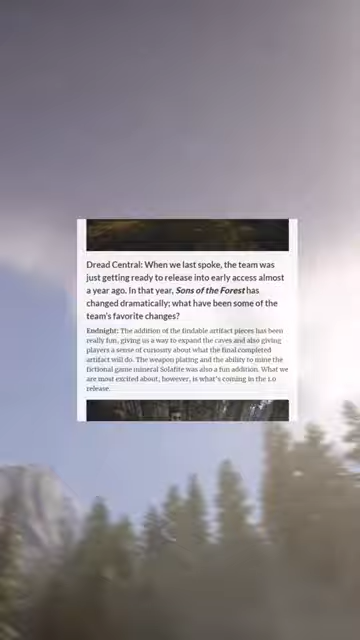 Dread Central: When we last spoke, the team was
just getting ready to release into early access almost
a year ago. In that year, Sons of the Forest has
changed dramatically; what have been some of the
team's favorite changes?
Endnight: The addition of the findable artifact pieces has been
really fun, giving us a way to expand the caves and also giving
players a sense of curiosity about what the final completed
artifact will do. The weapon plating and the ability to mine the
fictional game mineral Solafite was also a fun addition. What we
are most excited about, however, is what's coming in the 1.0
release.